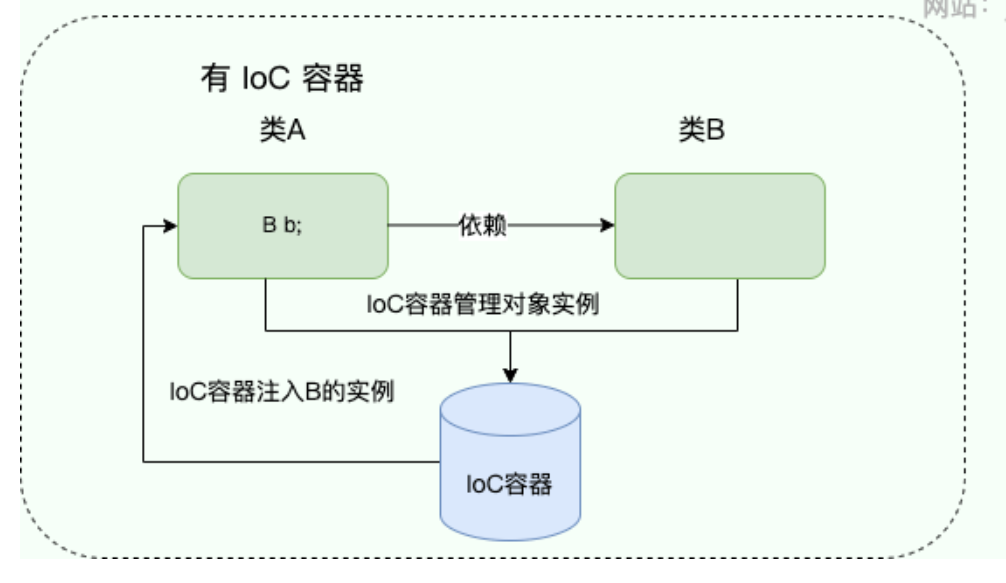 网站：
有 IoC 容器
类A
类B
B b;
依赖
IoC容器管理对象实例
IoC容器注入B的实例
IoC容器